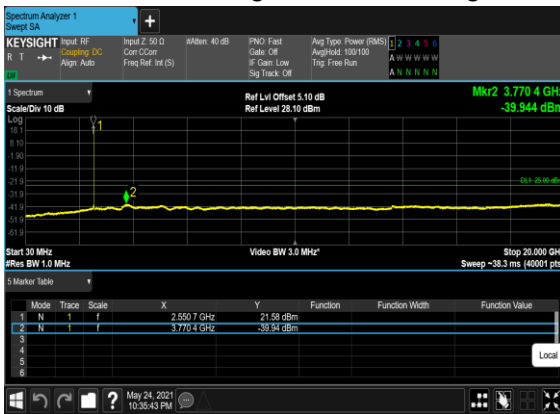 Spectrum Analyzer 1
Swept SA
+
KEYSIGHT Input: RF Input Z: 50 Ω #Atten: 40 dB PNO: Fast Avg Type: Power (RMS) 1 2 3 4 5 6
R T Coupling: DC Corr CCorr Gate: Off Avg|Hold: 100/100 A W W W W W
Align: Auto Freq Ref: Int (S) IF Gain: Low Trig: Free Run
LV Sig Track: Off A N N N N N
1 Spectrum Ref Lvl Offset 5.10 dB Mkr2 3.770 4 GHz
Scale/Div 10 dB Ref Level 28.10 dBm -39.944 dBm
Log
18.1
1
8.10
-1.90
-11.9
-21.9 DL1 -25.00 dBm
-31.9
2
-41.9
-51.9
-61.9
Start 30 MHz Video BW 3.0 MHz* Stop 20.000 GHz
#Res BW 1.0 MHz Sweep ~38.3 ms (40001 pts)
5 Marker Table
Mode Trace Scale X Y Function Function Width Function Value
1 N 1 f 2.550 7 GHz 21.58 dBm
2 N 1 f 3.770 4 GHz -39.94 dBm
3
4
5
6
Local
? May 24, 2021
10:35:43 PM